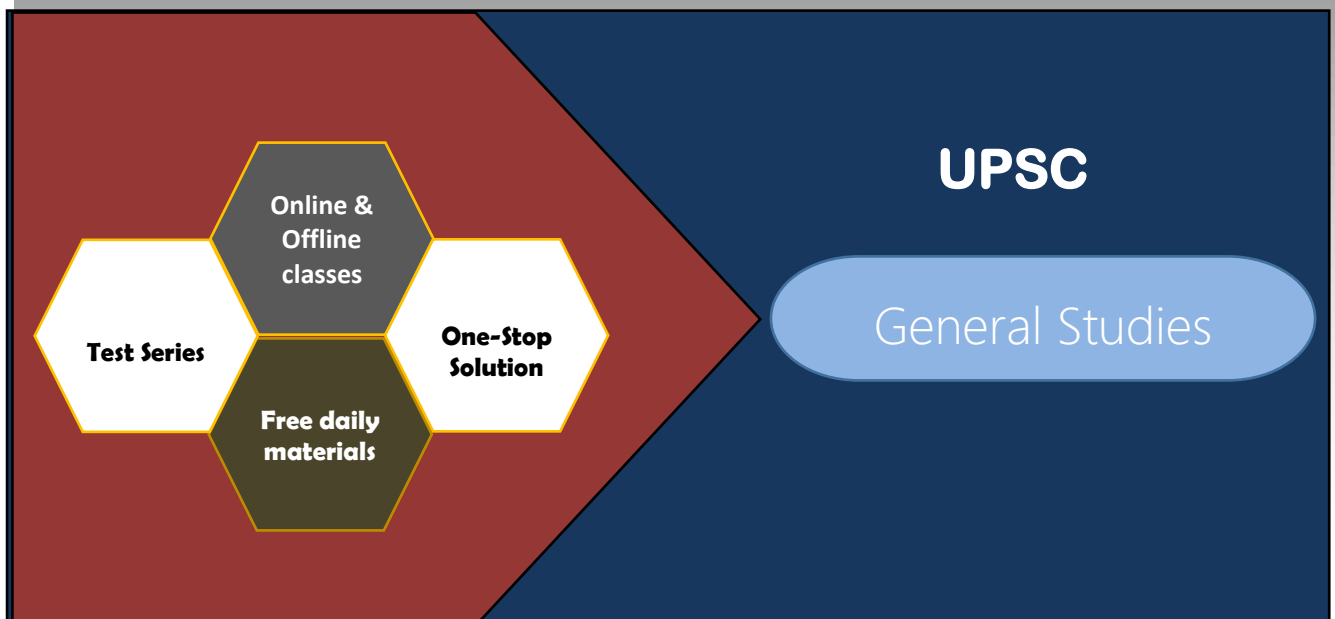 Online &
Offline
classes
Test Series
One-Stop
Solution
Free daily
materials
UPSC
General Studies